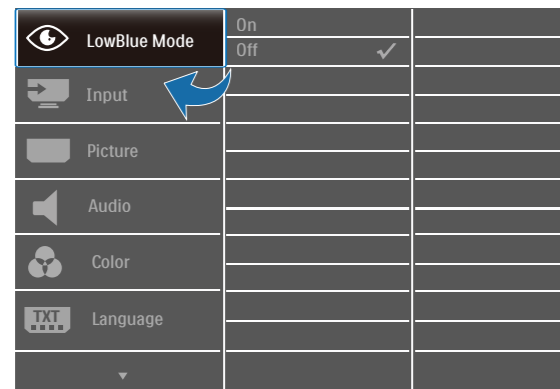 LowBlue Mode
On
Off
Input
Picture
Audio
Color
TXT
Language